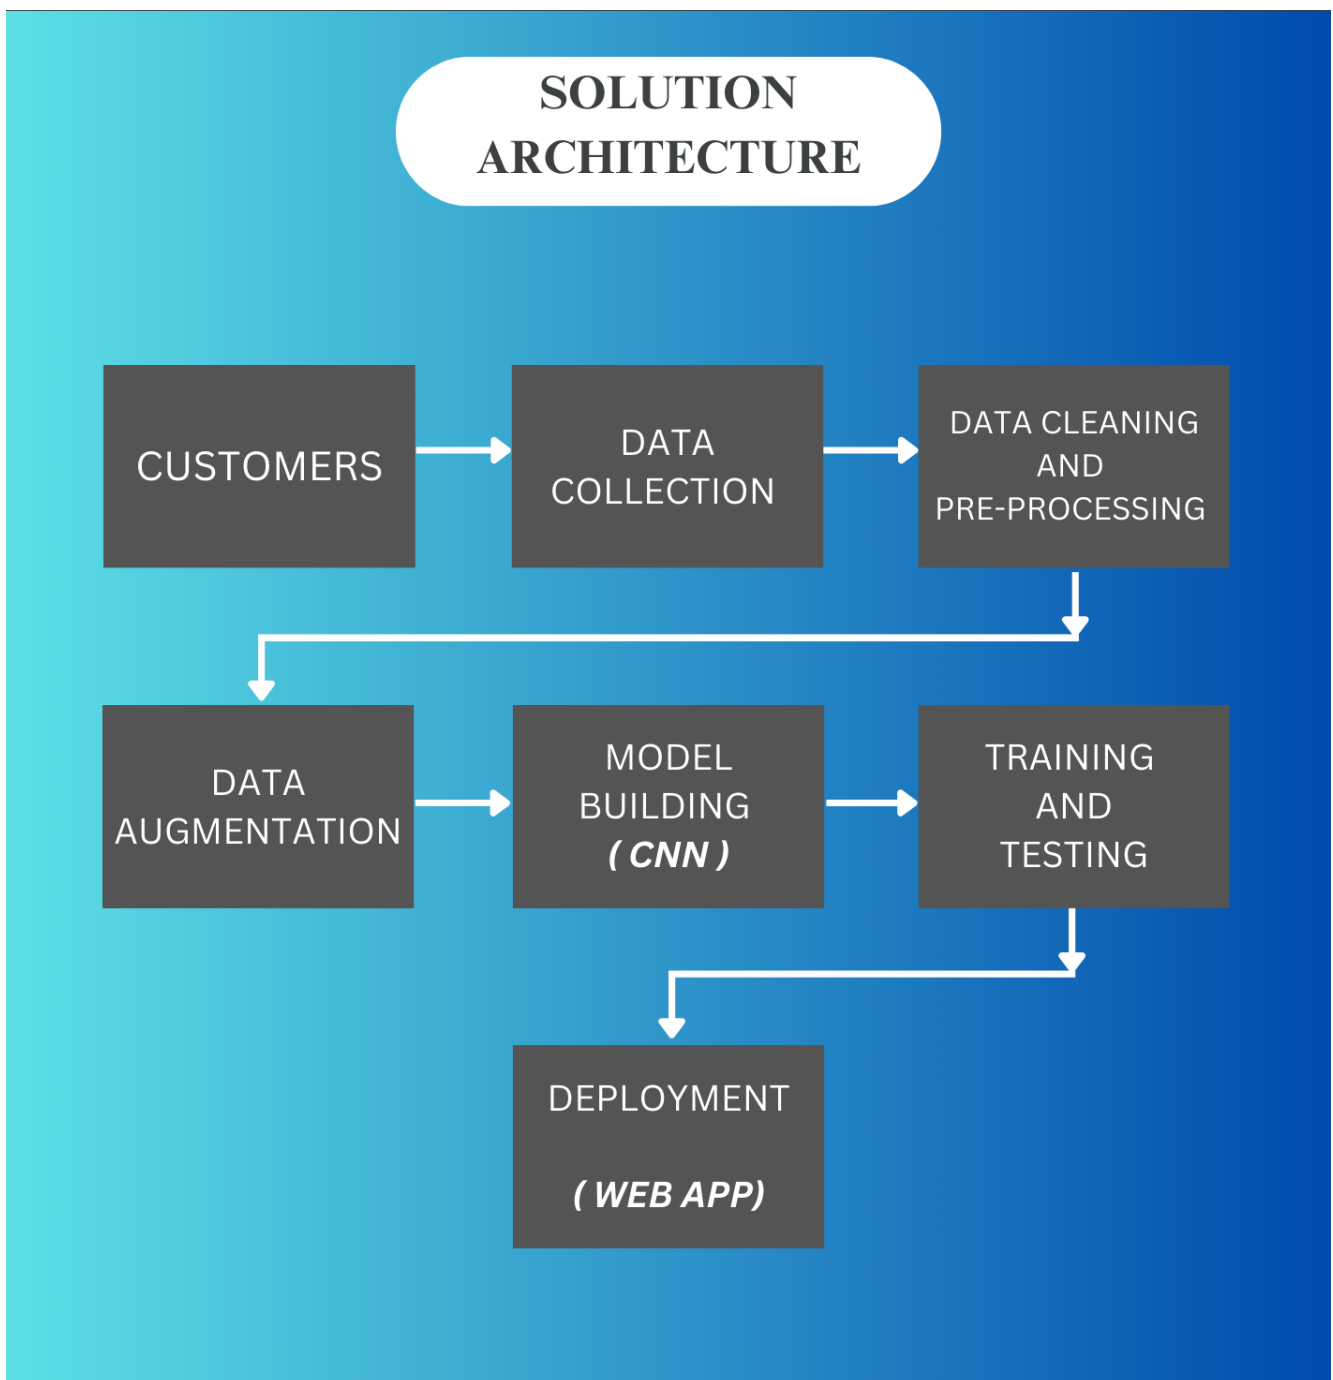 SOLUTION
ARCHITECTURE
CUSTOMERS
DATA
COLLECTION
DATA CLEANING
AND
PRE-PROCESSING
DATA
AUGMENTATION
MODEL
BUILDING
( CNN )
TRAINING
AND
TESTING
DEPLOYMENT
( WEB APP)